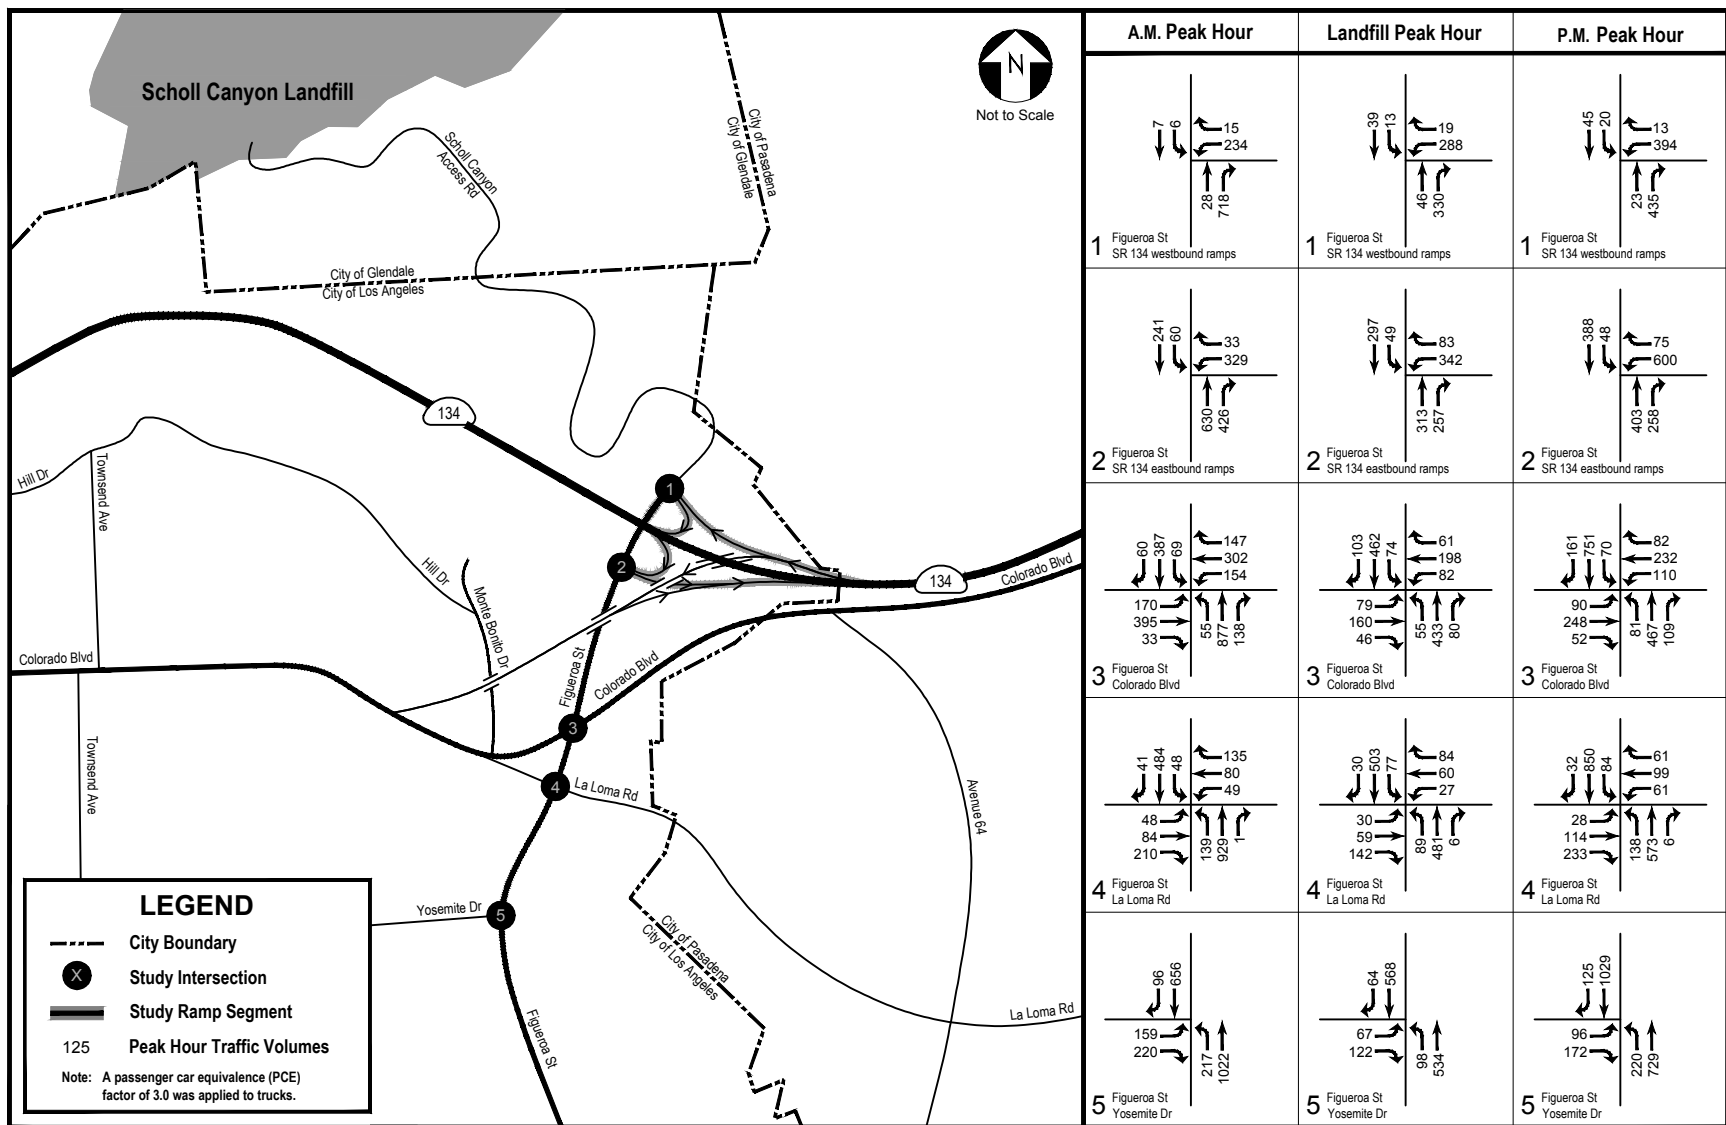 Scholl Canyon Landfill
N
Not to Scale
City of Pasadena
City of Glendale
Scholl Canyon
Access Rd
City of Glendale
City of Los Angeles
134
Hill Dr
Townsend Ave
1
2
Hill Dr
Monte Bonito Dr
134
Colorado Blvd
Colorado Blvd
Figueroa St
Colorado Blvd
3
4
La Loma Rd
Townsend Ave
Avenue 64
Yosemite Dr
5
City of Pasadena
City of Los Angeles
La Loma Rd
Figueroa St
LEGEND
City Boundary
X Study Intersection
Study Ramp Segment
125 Peak Hour Traffic Volumes
Note: A passenger car equivalence (PCE)
factor of 3.0 was applied to trucks.
A.M. Peak Hour
Landfill Peak Hour
P.M. Peak Hour
7 6
15
234
28 718
1 Figueroa St
SR 134 westbound ramps
39 13
19
288
46 330
1 Figueroa St
SR 134 westbound ramps
45 20
13
394
23 435
1 Figueroa St
SR 134 westbound ramps
241 60
33
329
630 426
2 Figueroa St
SR 134 eastbound ramps
297 49
83
342
313 257
2 Figueroa St
SR 134 eastbound ramps
388 48
75
600
403 258
2 Figueroa St
SR 134 eastbound ramps
60 387 69
147
302
154
170
395
33
55 877 138
3 Figueroa St
Colorado Blvd
103 462 74
61
198
82
79
160
46
55 433 80
3 Figueroa St
Colorado Blvd
161 751 70
82
232
110
90
248
52
81 467 109
3 Figueroa St
Colorado Blvd
41 484 48
135
80
49
48
84
210
139 929 1
4 Figueroa St
La Loma Rd
30 503 77
84
60
27
30
59
142
89 481 6
4 Figueroa St
La Loma Rd
32 850 84
61
99
61
28
114
233
138 573 6
4 Figueroa St
La Loma Rd
96 656
159
220
217 1022
5 Figueroa St
Yosemite Dr
64 568
67
122
98 534
5 Figueroa St
Yosemite Dr
125 1029
96
172
220 729
5 Figueroa St
Yosemite Dr